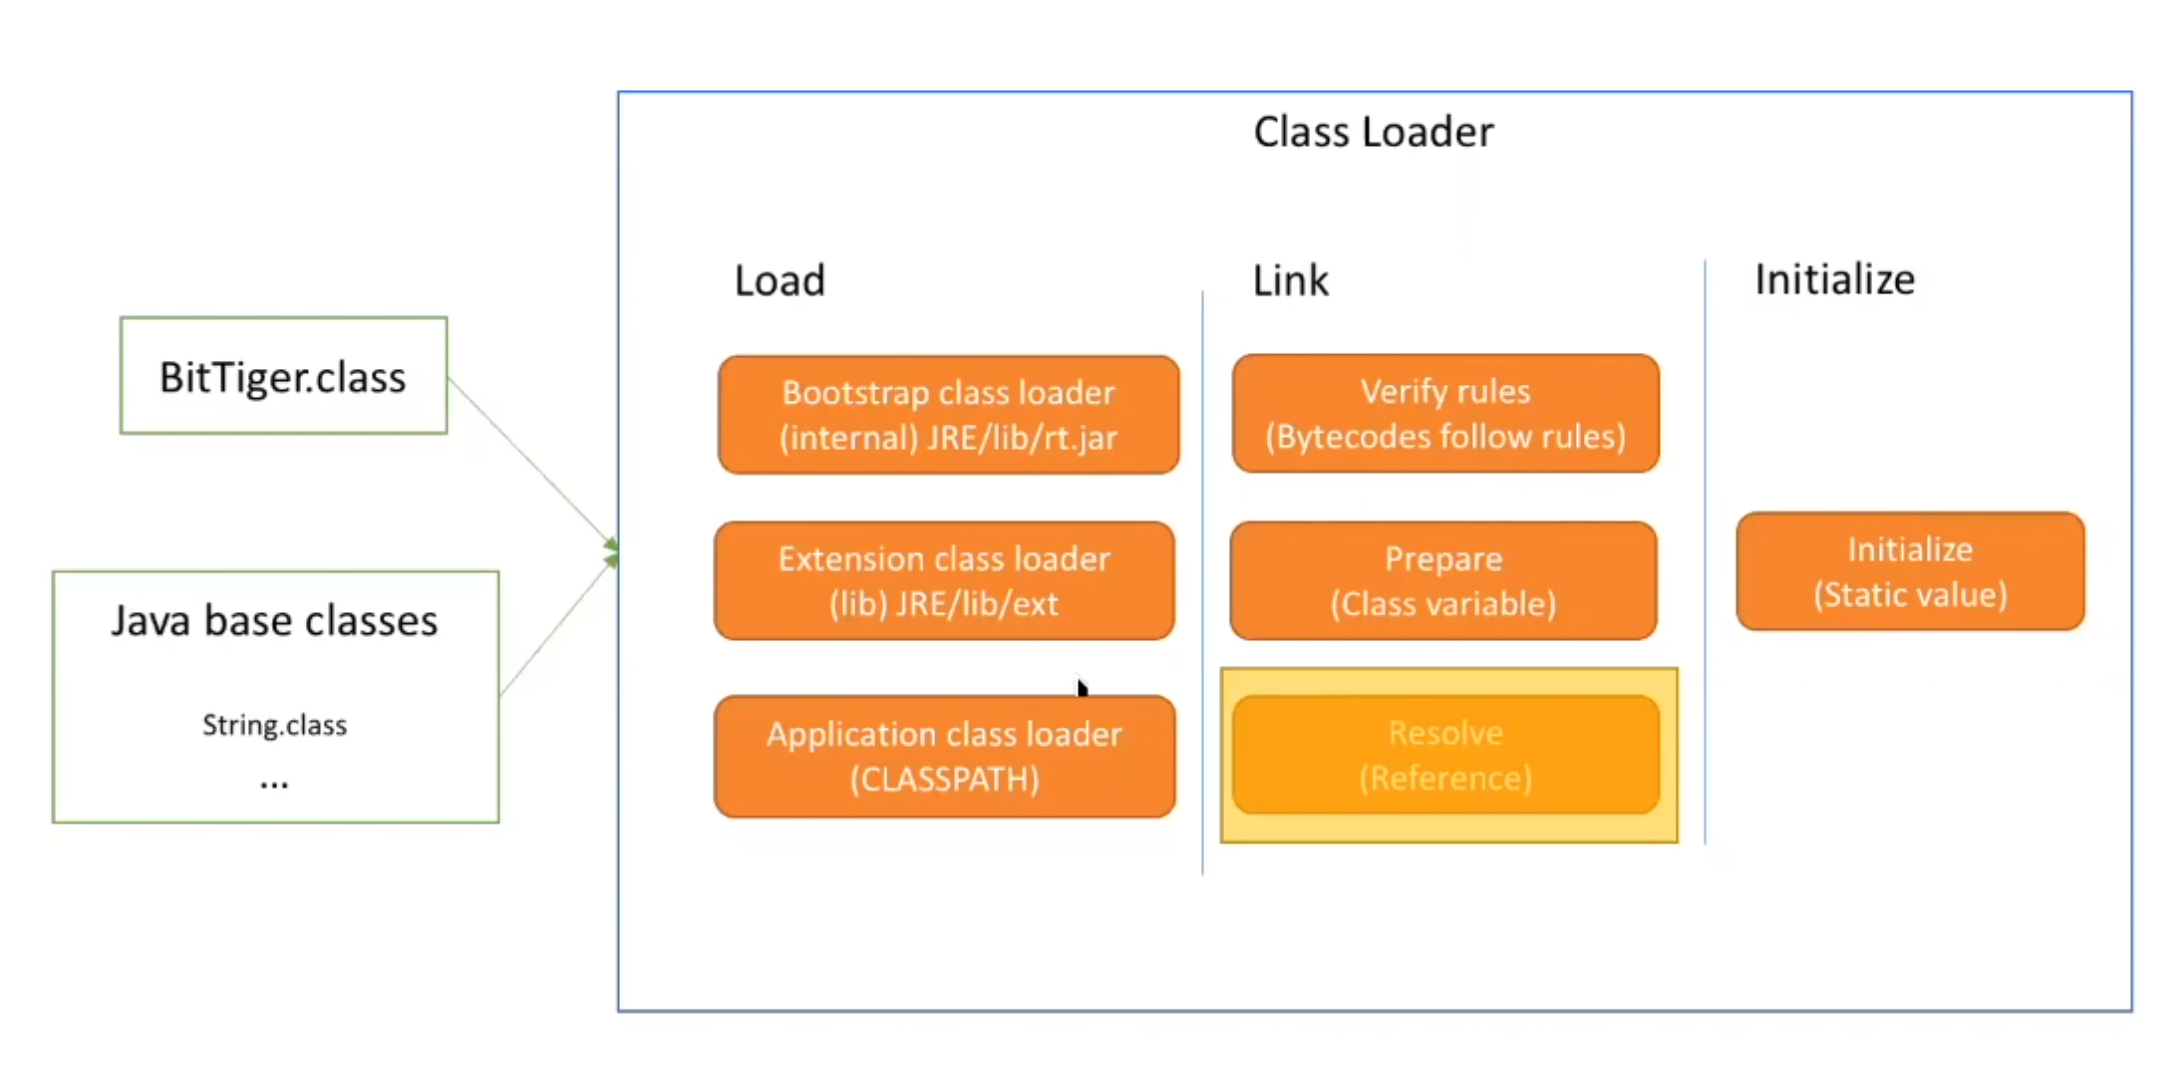 Class Loader
BitTiger.class
Java base classes
String.class
...
Load
Bootstrap class loader
(internal) JRE/lib/rt.jar
Extension class loader
(lib) JRE/lib/ext
Application class loader
(CLASSPATH)
Link
Verify rules
(Bytecodes follow rules)
Prepare
(Class variable)
Resolve
(Reference)
Initialize
Initialize
(Static value)